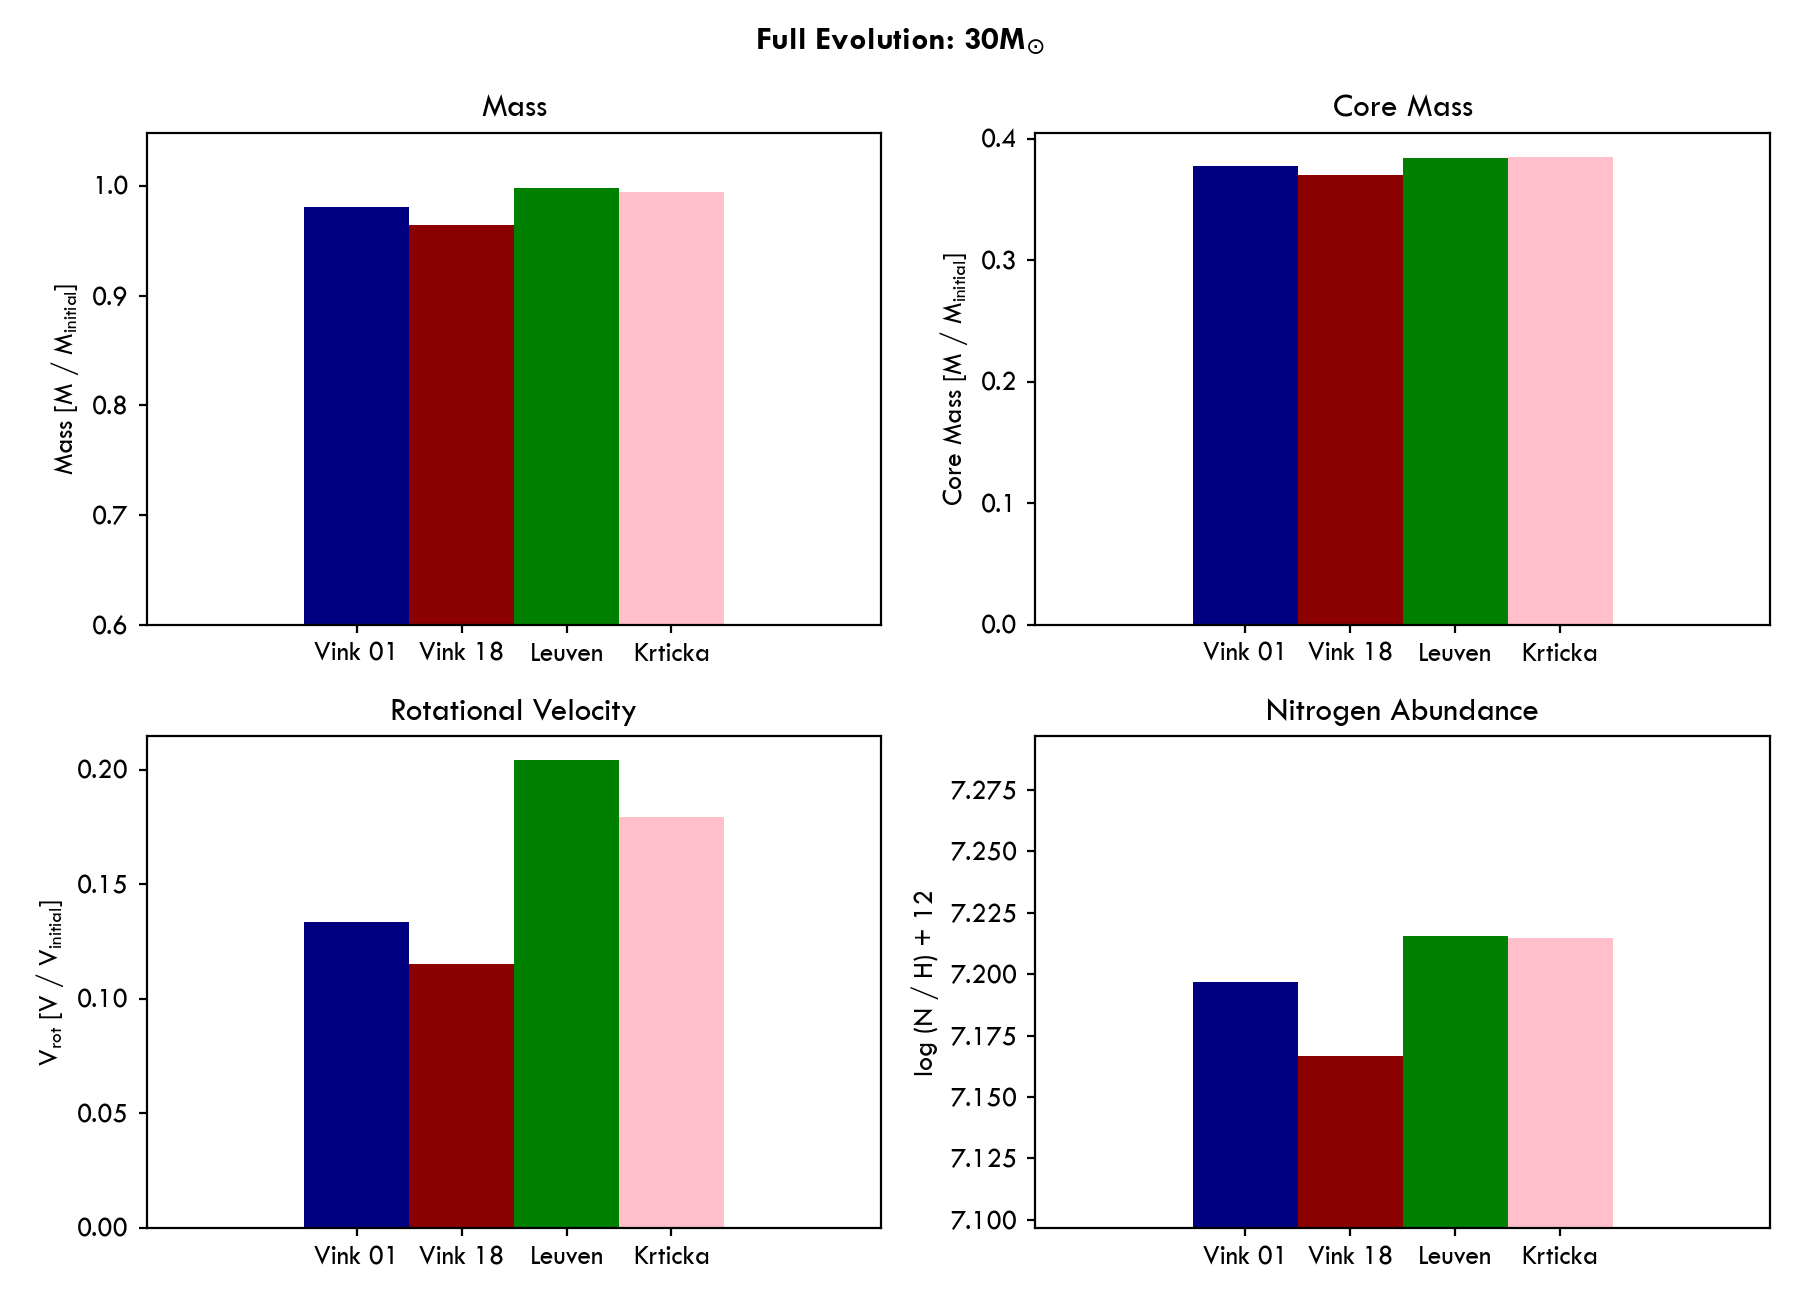 Full Evolution: 30M☉
Mass
Mass [M / Minitial]
1.0
0.9
0.8
0.7
0.6
Vink 01 Vink 18 Leuven Krticka
Core Mass
Core Mass [M / Minitial]
0.4
0.3
0.2
0.1
0.0
Vink 01 Vink 18 Leuven Krticka
Rotational Velocity
Vrot [V / Vinitial]
0.20
0.15
0.10
0.05
0.00
Vink 01 Vink 18 Leuven Krticka
Nitrogen Abundance
log (N / H) + 12
7.275
7.250
7.225
7.200
7.175
7.150
7.125
7.100
Vink 01 Vink 18 Leuven Krticka